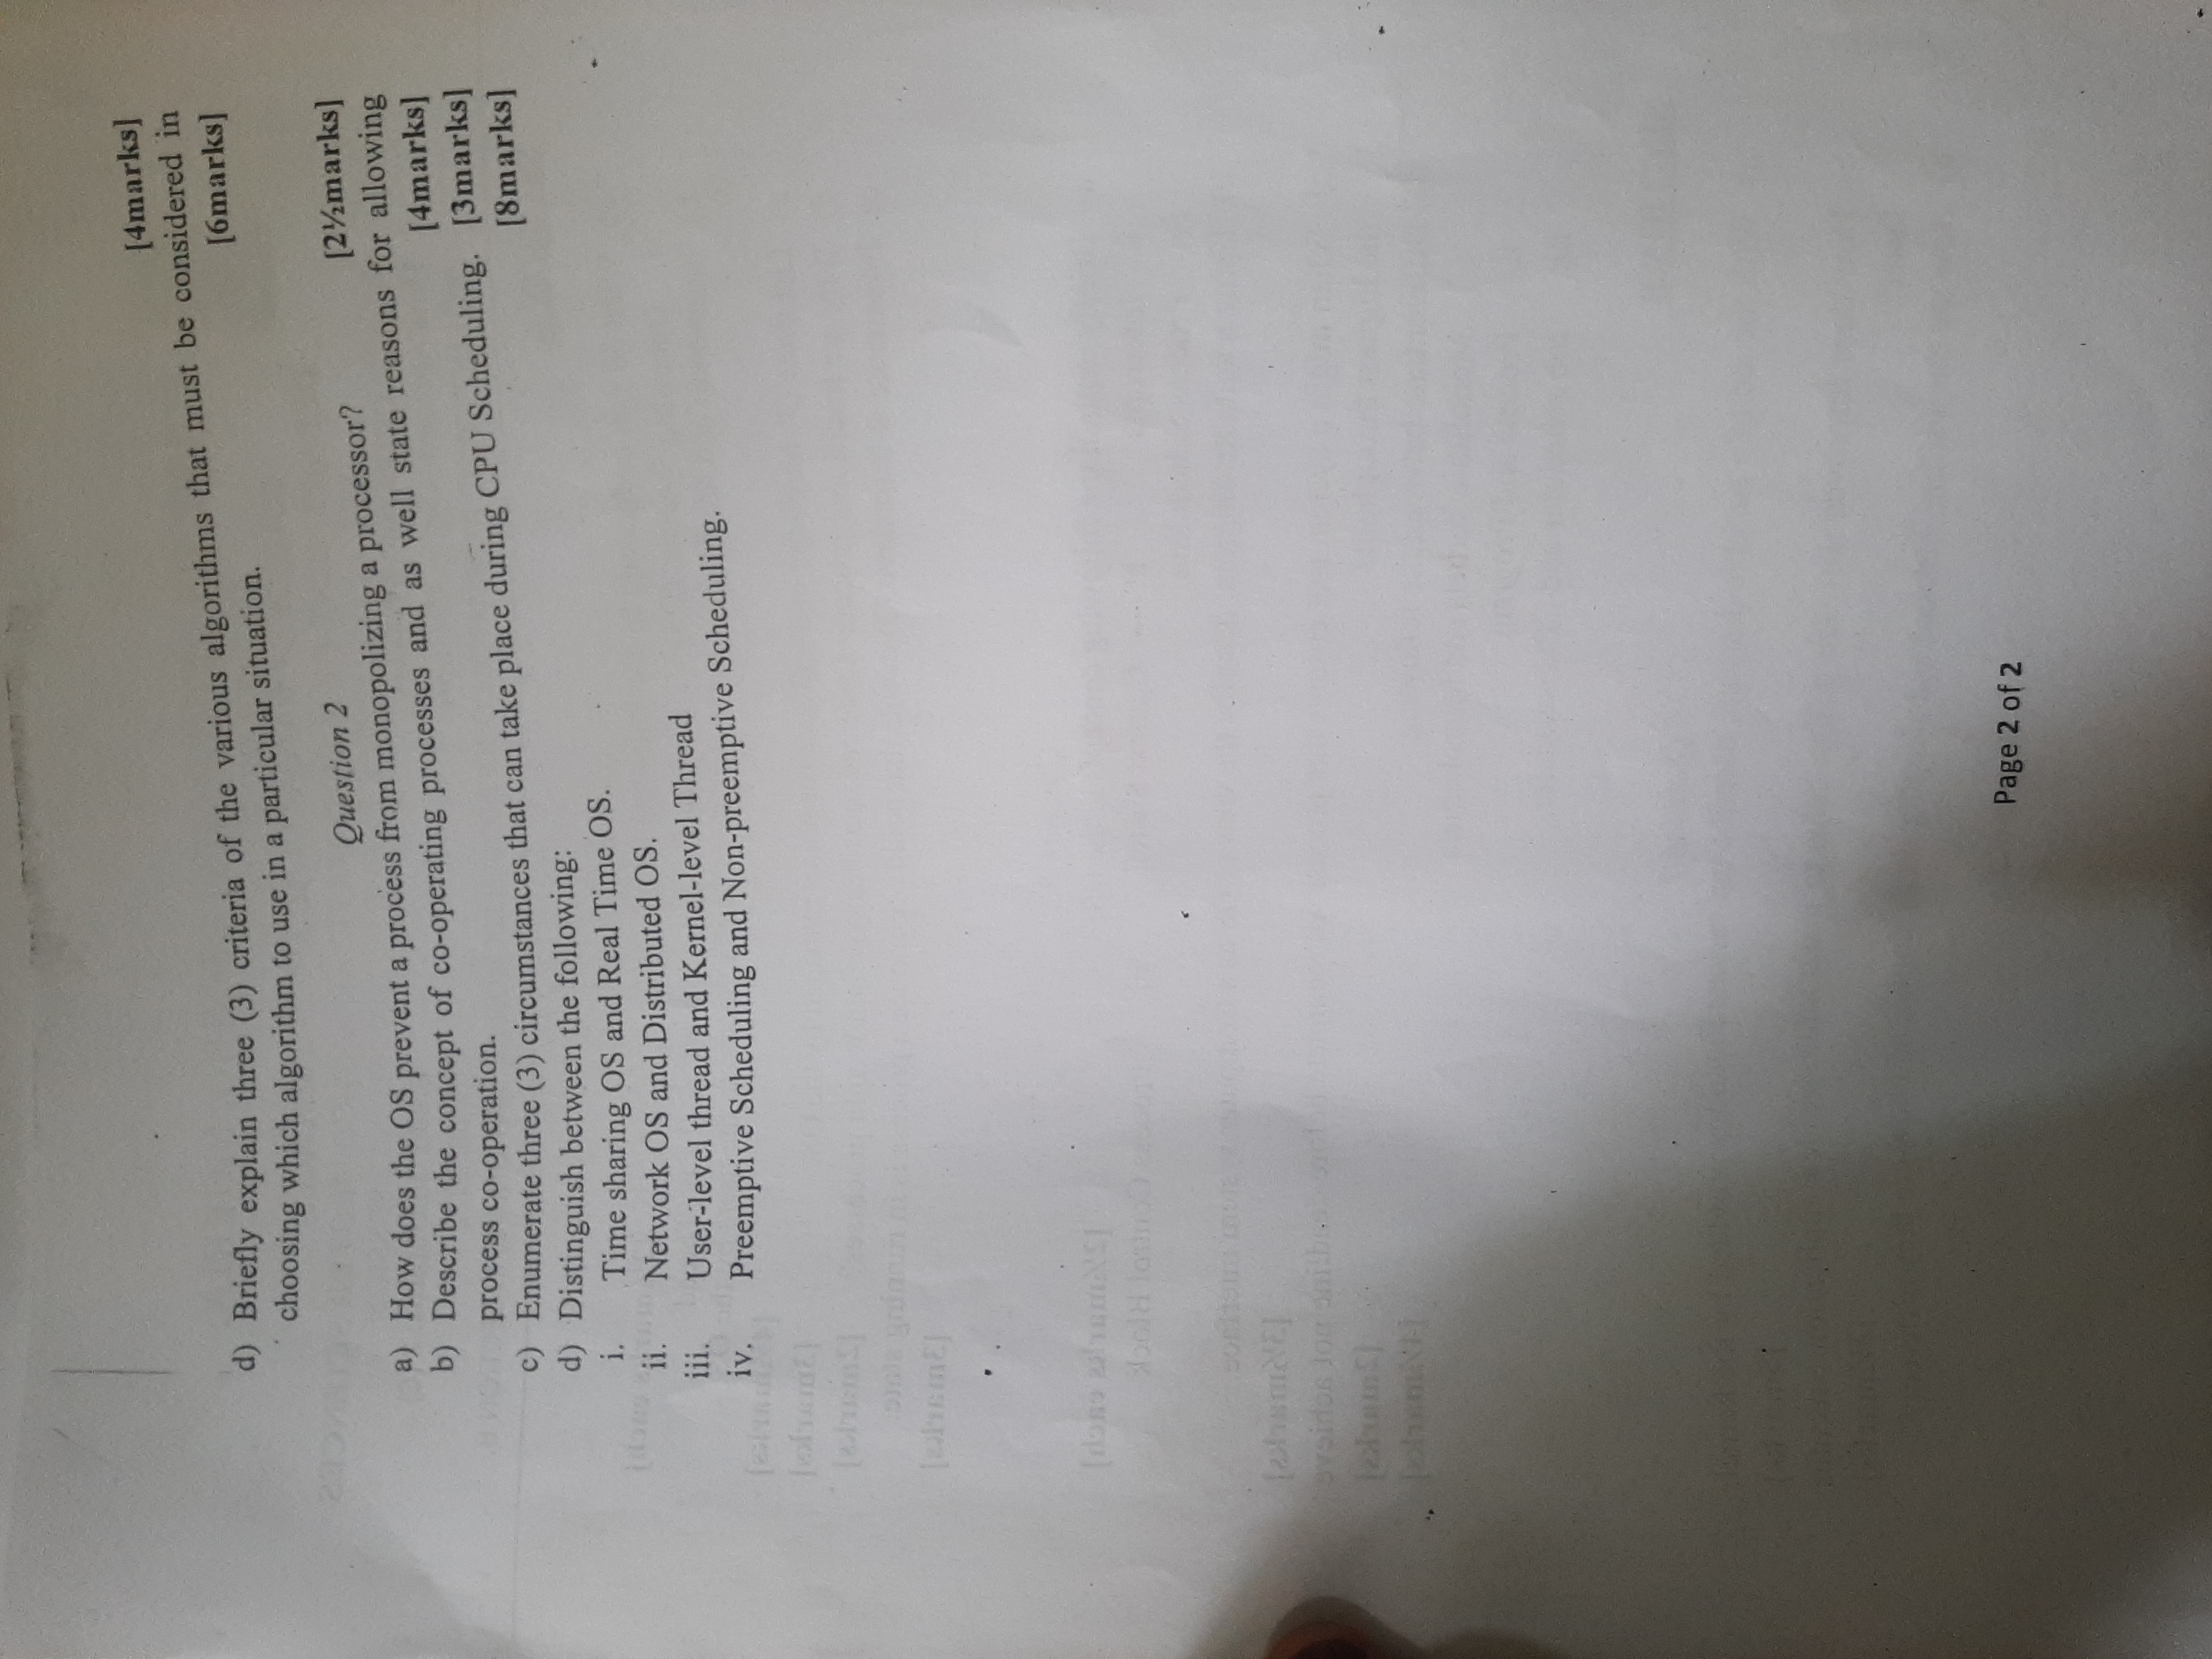 [4marks]
d) Briefly explain three (3) criteria of the various algorithms that must be considered in
choosing which algorithm to use in a particular situation. [6marks]
Question 2
a) How does the OS prevent a process from monopolizing a processor? [2½marks]
b) Describe the concept of co-operating processes and as well state reasons for allowing
process co-operation. [4marks]
c) Enumerate three (3) circumstances that can take place during CPU Scheduling. [3marks]
d) Distinguish between the following: [8marks]
i. Time sharing OS and Real Time OS.
ii. Network OS and Distributed OS.
iii. User-level thread and Kernel-level Thread
iv. Preemptive Scheduling and Non-preemptive Scheduling.
Page 2 of 2